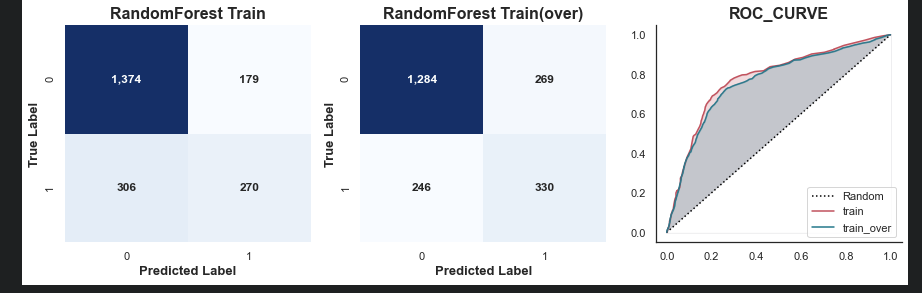 RandomForest Train
0
1
True Label
1,374
179
306
270
0
1
Predicted Label
RandomForest Train(over)
0
1
True Label
1,284
269
246
330
0
1
Predicted Label
ROC_CURVE
1.0
0.8
0.6
0.4
0.2
0.0
0.0
0.2
0.4
0.6
0.8
1.0
Random
train
train_over